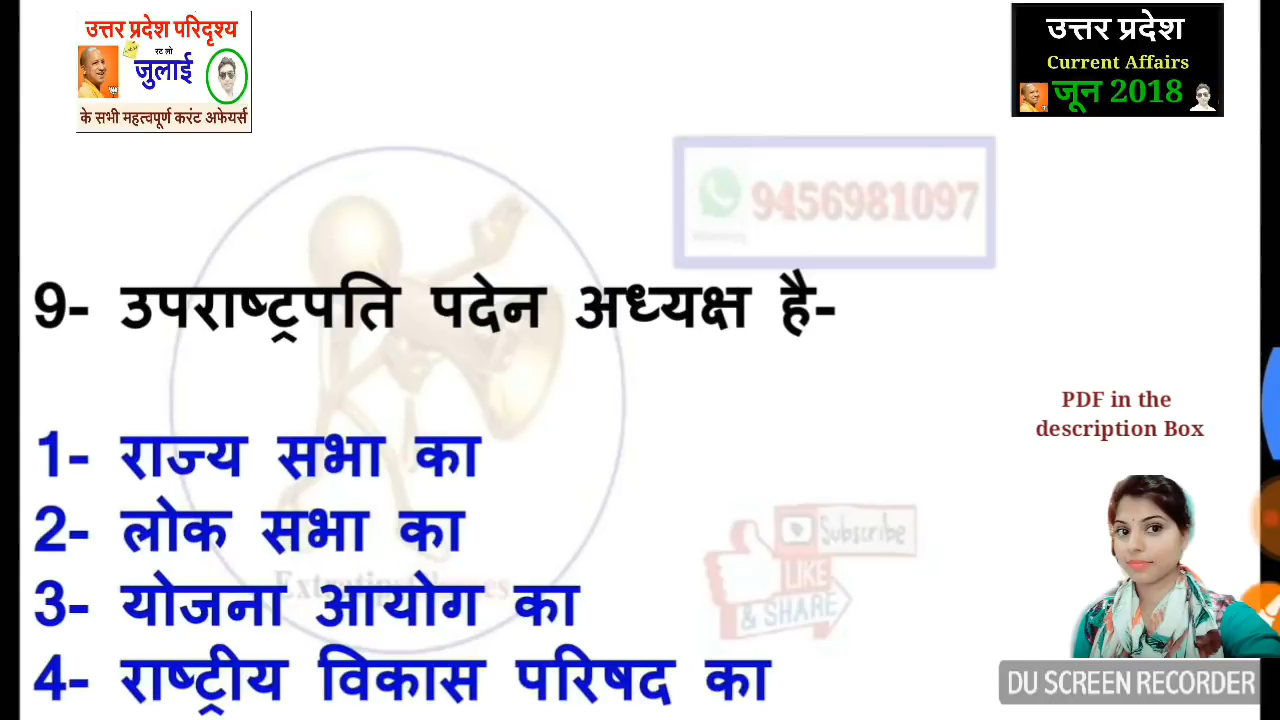 उत्तर प्रदेश परिदृश्य
रट लो
जुलाई
के सभी महत्वपूर्ण करंट अफेयर्स
उत्तर प्रदेश
Current Affairs
जून 2018
9456981097
9- उपराष्ट्रपति पदेन अध्यक्ष है-
PDF in the
description Box
1- राज्य सभा का
2- लोक सभा का
Subscribe
LIKE
& SHARE
3- योजना आयोग का
4- राष्ट्रीय विकास परिषद का
DU SCREEN RECORDER